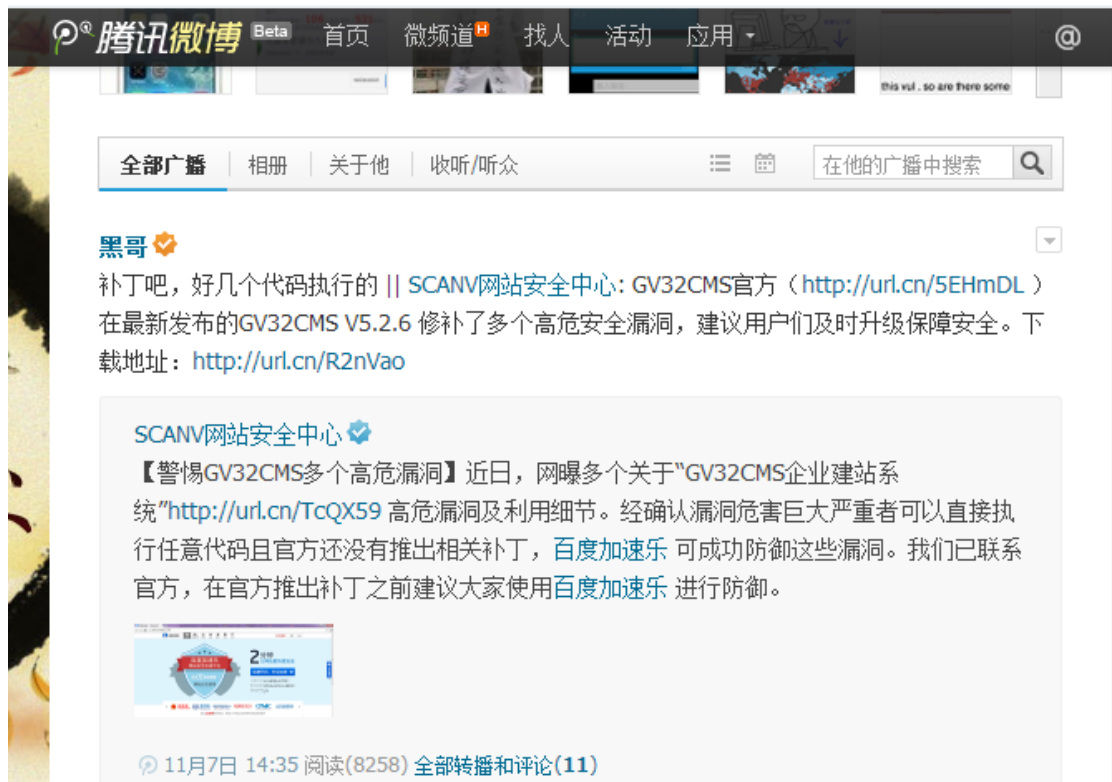 腾讯微博 Beta 首页 微频道 H 找人 活动 应用 @
this vul . so are there some
全部广播 相册 关于他 收听/听众 在他的广播中搜索
黑哥
补丁吧，好几个代码执行的 || SCANV网站安全中心: GV32CMS官方（http://url.cn/5EHmDL ）
在最新发布的GV32CMS V5.2.6 修补了多个高危安全漏洞，建议用户们及时升级保障安全。下
载地址：http://url.cn/R2nVao
SCANV网站安全中心
【警惕GV32CMS多个高危漏洞】近日，网曝多个关于“GV32CMS企业建站系
统”http://url.cn/TcQX59 高危漏洞及利用细节。经确认漏洞危害巨大严重者可以直接执
行任意代码且官方还没有推出相关补丁，百度加速乐 可成功防御这些漏洞。我们已联系
官方，在官方推出补丁之前建议大家使用百度加速乐 进行防御。
11月7日 14:35 阅读(8258) 全部转播和评论(11)